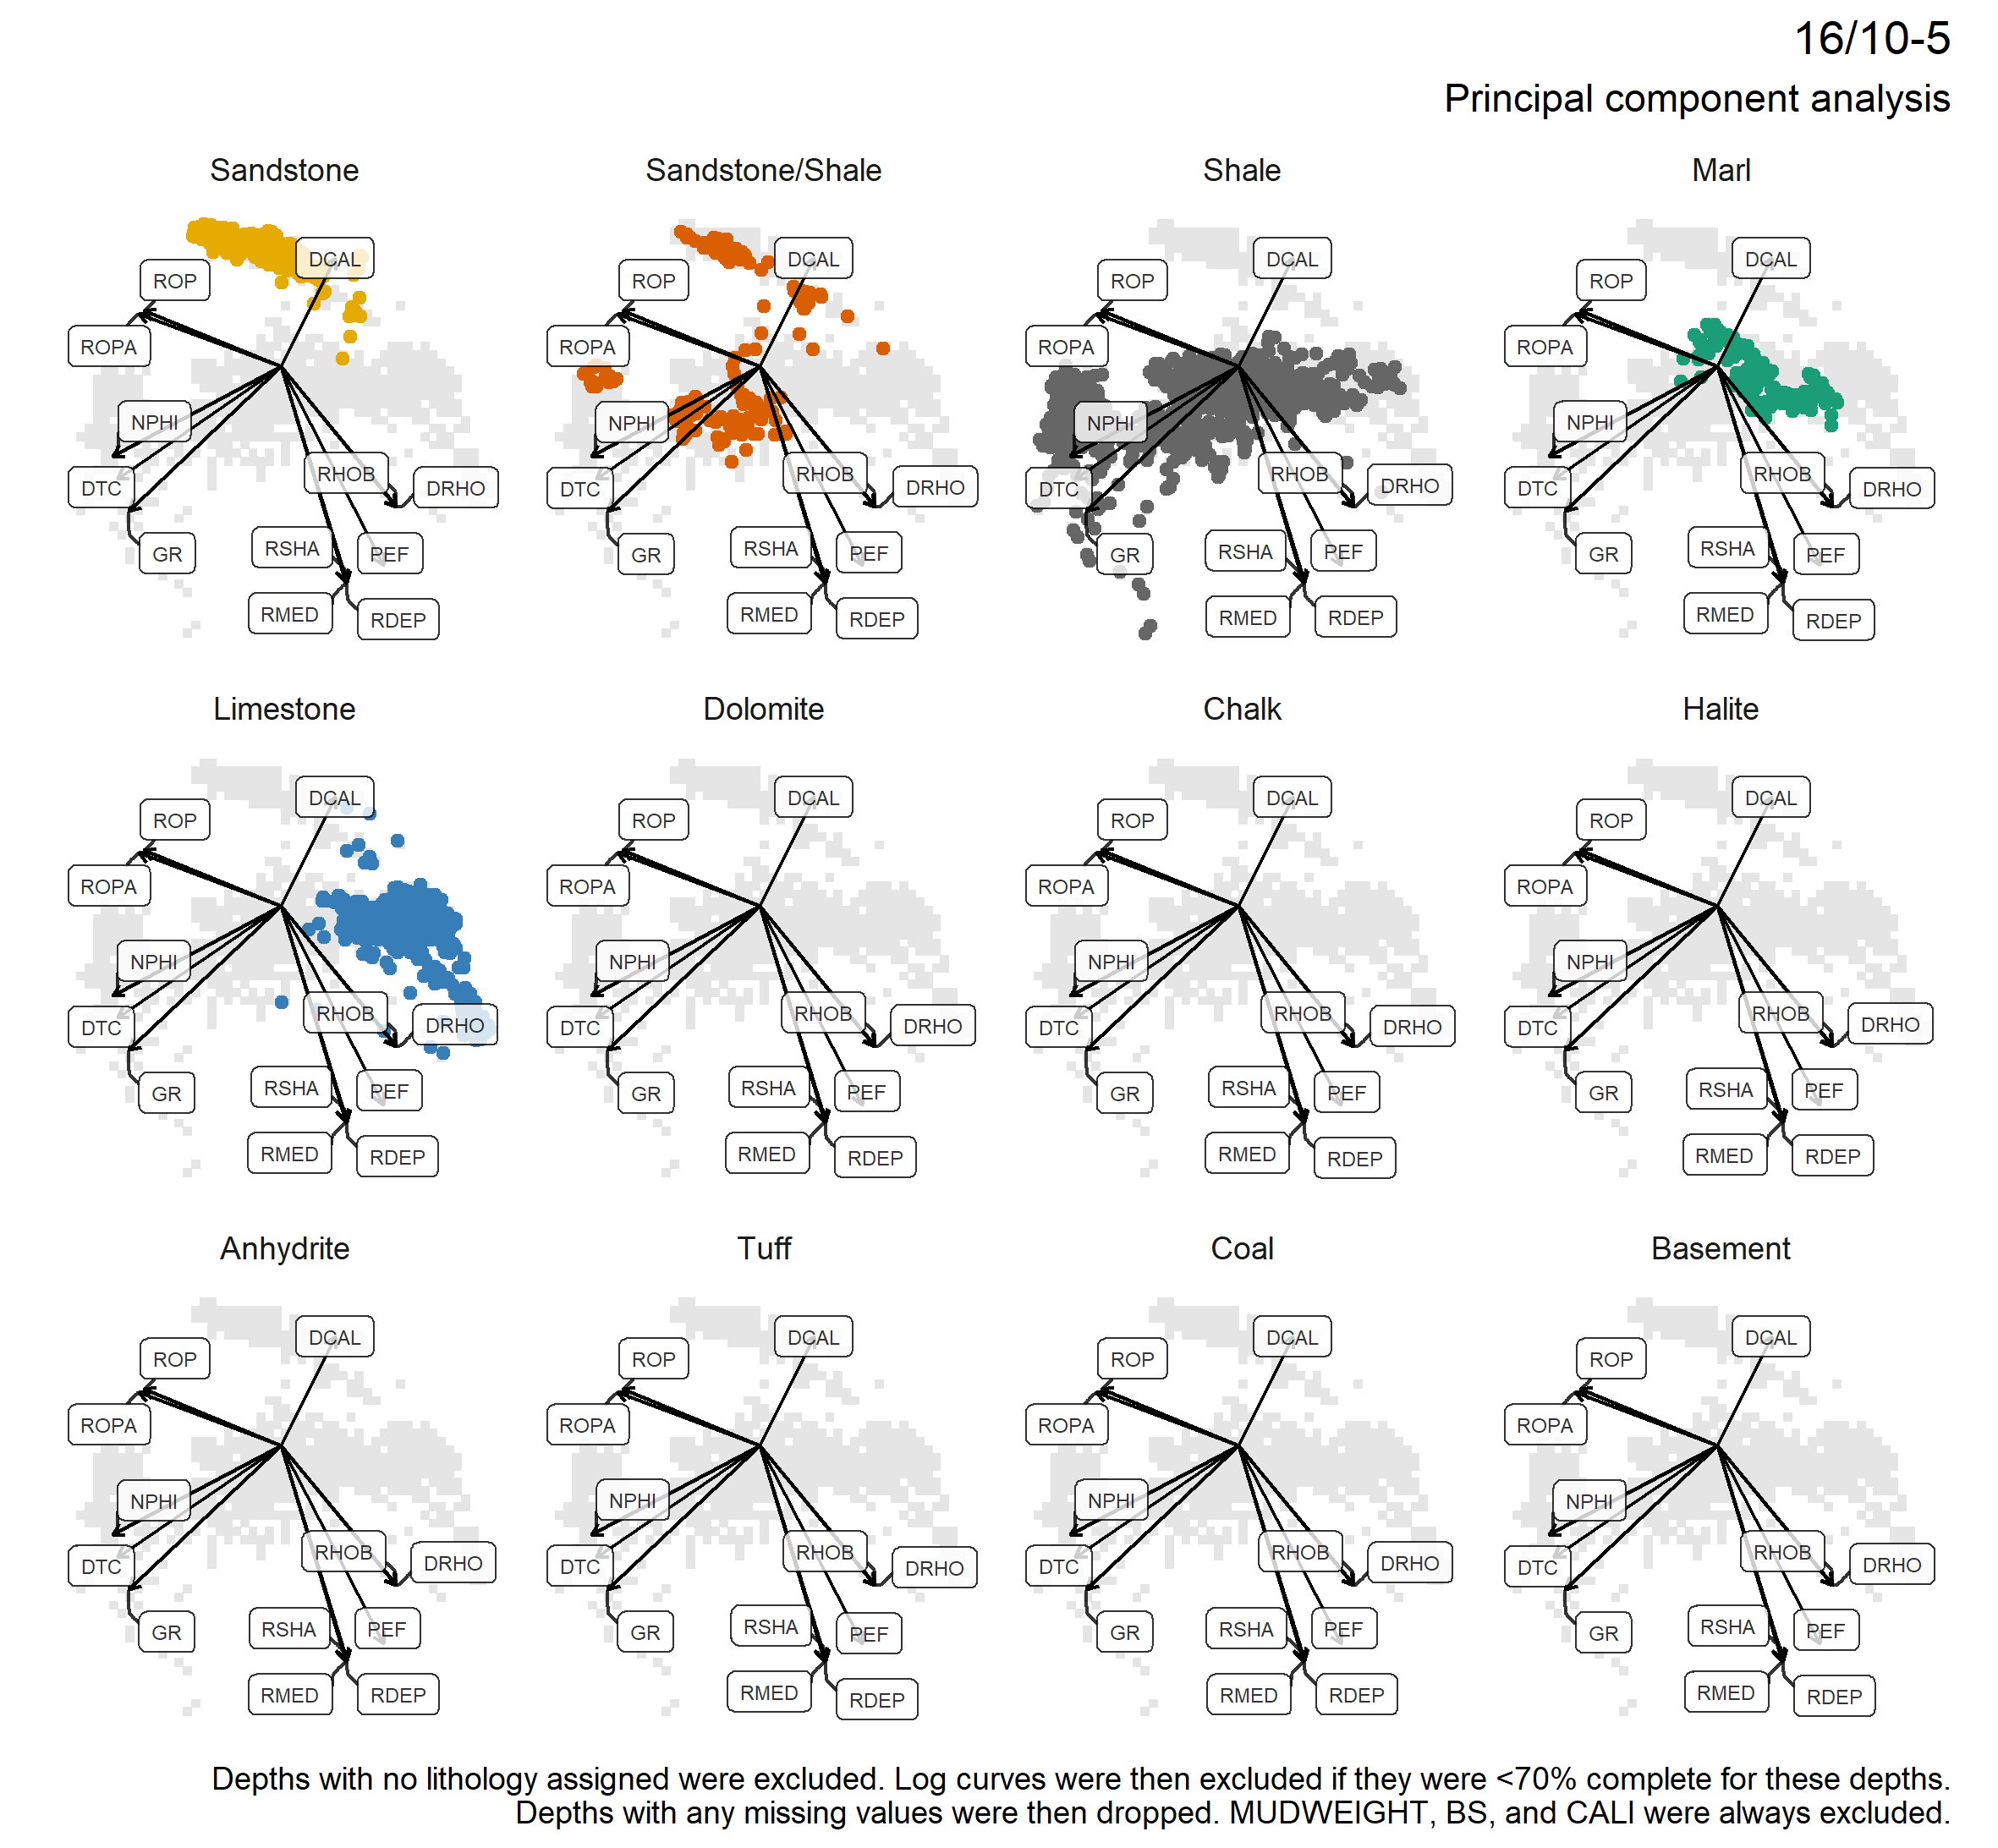 16/10-5
Principal component analysis
Sandstone
DCAL
ROP
ROPA
NPHI
RHOB
DTC
DRHO
RSHA
PEF
GR
RMED
RDEP
Sandstone/Shale
DCAL
ROP
ROPA
NPHI
RHOB
DTC
DRHO
RSHA
PEF
GR
RMED
RDEP
Shale
DCAL
ROP
ROPA
NPHI
RHOB
DTC
DRHO
RSHA
PEF
GR
RMED
RDEP
Marl
DCAL
ROP
ROPA
NPHI
RHOB
DTC
DRHO
RSHA
PEF
GR
RMED
RDEP
Limestone
DCAL
ROP
ROPA
NPHI
RHOB
DTC
DRHO
RSHA
PEF
GR
RMED
RDEP
Dolomite
DCAL
ROP
ROPA
NPHI
RHOB
DTC
DRHO
RSHA
PEF
GR
RMED
RDEP
Chalk
DCAL
ROP
ROPA
NPHI
RHOB
DTC
DRHO
RSHA
PEF
GR
RMED
RDEP
Halite
DCAL
ROP
ROPA
NPHI
RHOB
DTC
DRHO
RSHA
PEF
GR
RMED
RDEP
Anhydrite
DCAL
ROP
ROPA
NPHI
RHOB
DTC
DRHO
RSHA
PEF
GR
RMED
RDEP
Tuff
DCAL
ROP
ROPA
NPHI
RHOB
DTC
DRHO
RSHA
PEF
GR
RMED
RDEP
Coal
DCAL
ROP
ROPA
NPHI
RHOB
DTC
DRHO
RSHA
PEF
GR
RMED
RDEP
Basement
DCAL
ROP
ROPA
NPHI
RHOB
DTC
DRHO
RSHA
PEF
GR
RMED
RDEP
Depths with no lithology assigned were excluded. Log curves were then excluded if they were <70% complete for these depths.
Depths with any missing values were then dropped. MUDWEIGHT, BS, and CALI were always excluded.